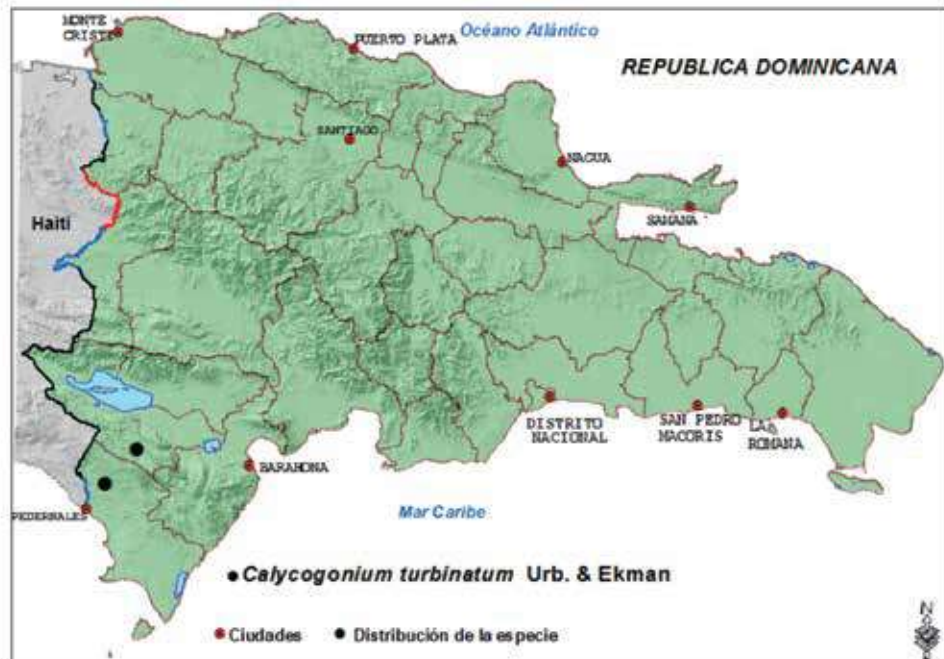 MONTE
CRISTI
Océano Atlántico
PUERTO PLATA
REPUBLICA DOMINICANA
SANTIAGO
NAGUA
Haití
SAMANA
DISTRITO
NACIONAL
SAN PEDRO
MACORIS
LA
ROMANA
BARAHONA
PEDERNALES
Mar Caribe
Calycogonium turbinatum Urb. & Ekman
Ciudades
Distribución de la especie
N